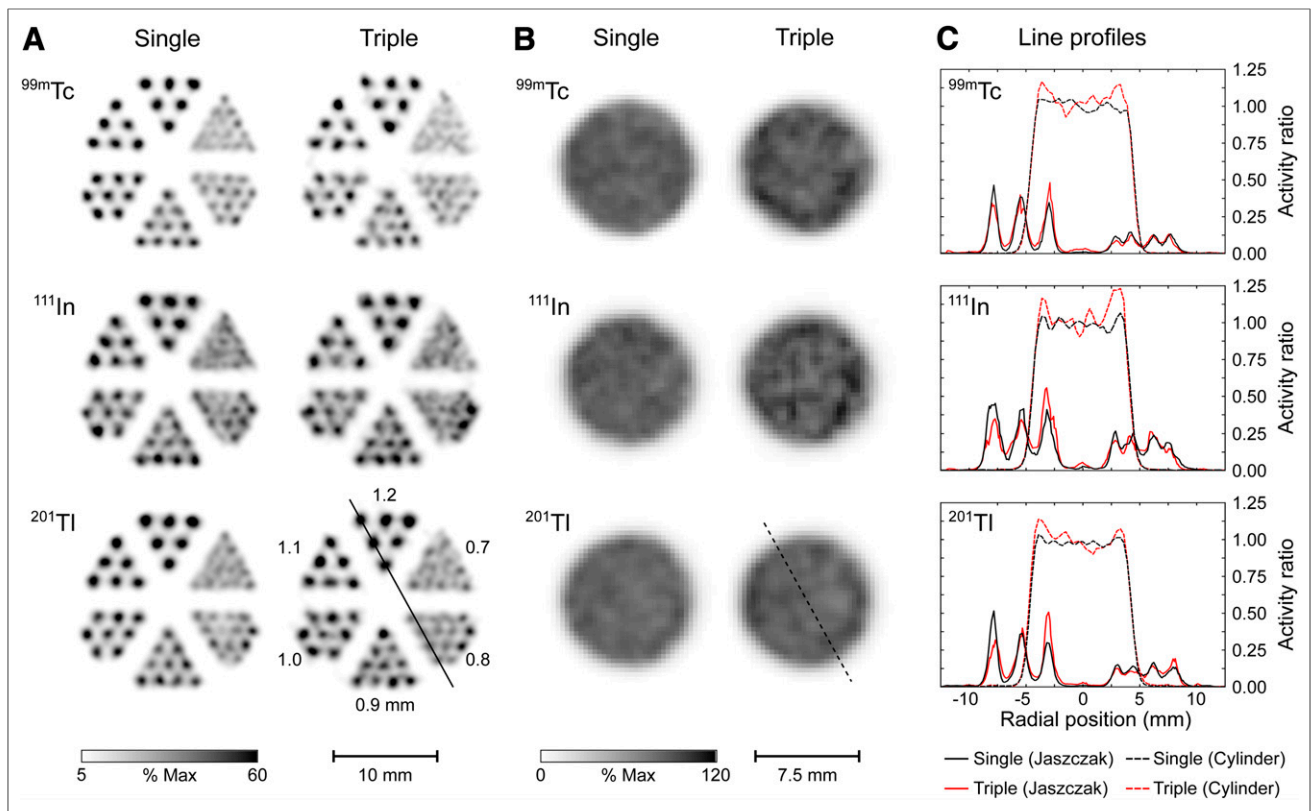 A Single Triple
B Single Triple
C Line profiles
99mTc
99mTc
99mTc
1.25
1.00
0.75
0.50
0.25
0.00
Activity ratio
111In
111In
111In
1.25
1.00
0.75
0.50
0.25
0.00
Activity ratio
201Tl
1.2
1.1
0.7
1.0
0.8
0.9 mm
201Tl
201Tl
1.25
1.00
0.75
0.50
0.25
0.00
Activity ratio
-10 -5 0 5 10
Radial position (mm)
5 % Max 60
10 mm
0 % Max 120
7.5 mm
Single (Jaszczak) Single (Cylinder)
Triple (Jaszczak) Triple (Cylinder)